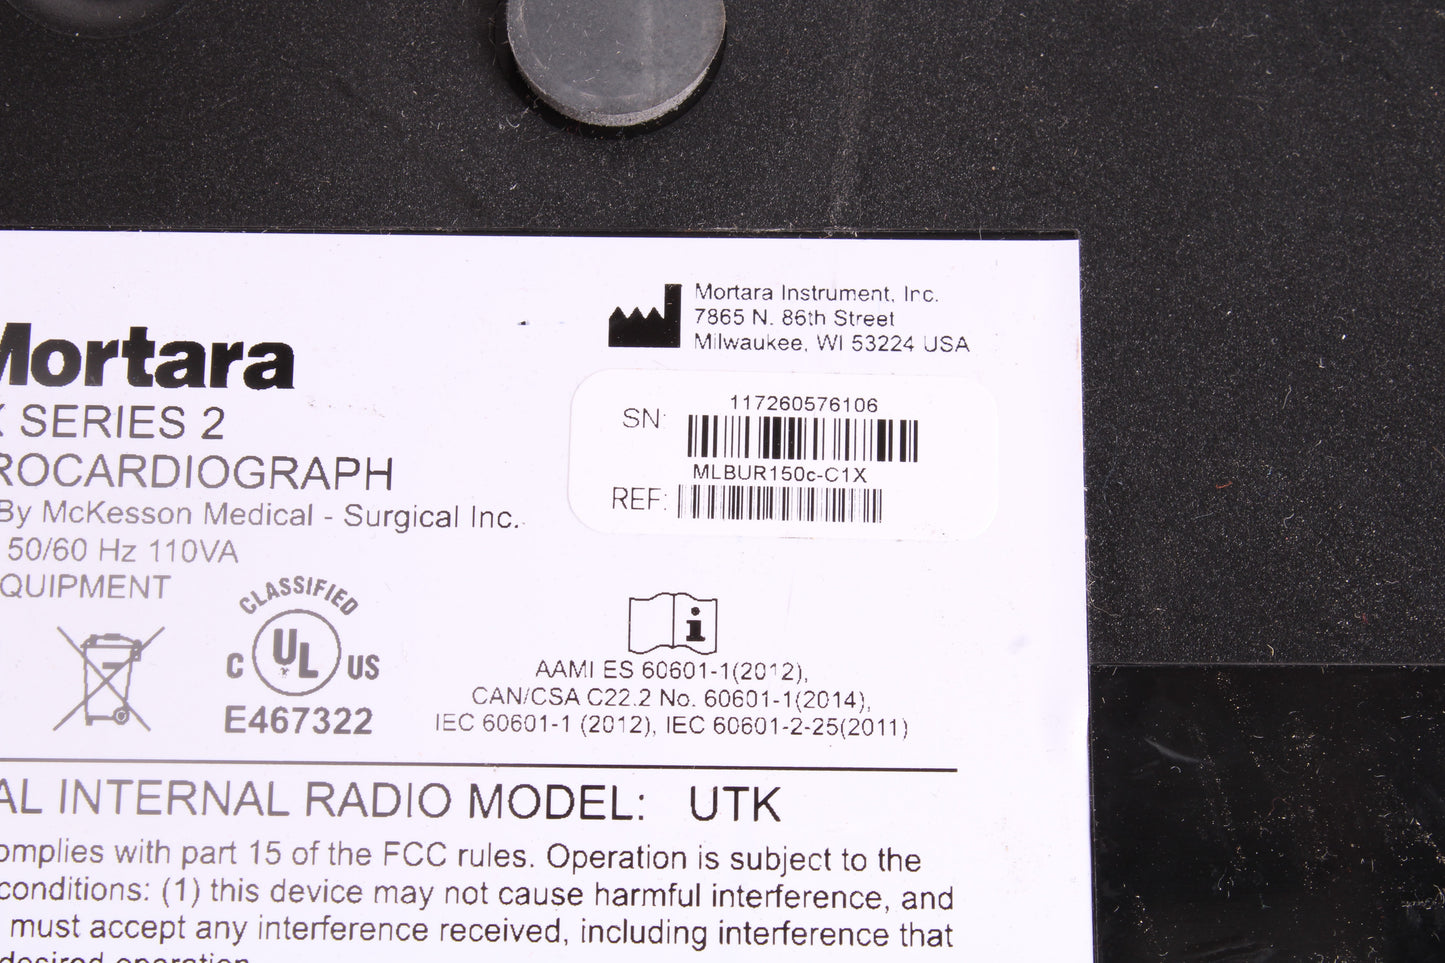 Mortara Instrument, Inc.
7865 N. 86th Street
Milwaukee, WI 53224 USA
Mortara
SERIES 2
ROCARDIOGRAPH
By McKesson Medical - Surgical Inc.
50/60 Hz 110VA
QUIPMENT
SN: 117260576106
MLBUR150c-C1X
REF:
CLASSIFIED
C UL US
E467322
i
AAMI ES 60601-1(2012),
CAN/CSA C22.2 No. 60601-1(2014),
IEC 60601-1 (2012), IEC 60601-2-25(2011)
AL INTERNAL RADIO MODEL: UTK
omplies with part 15 of the FCC rules. Operation is subject to the
conditions: (1) this device may not cause harmful interference, and
must accept any interference received, including interference that
desired operation.